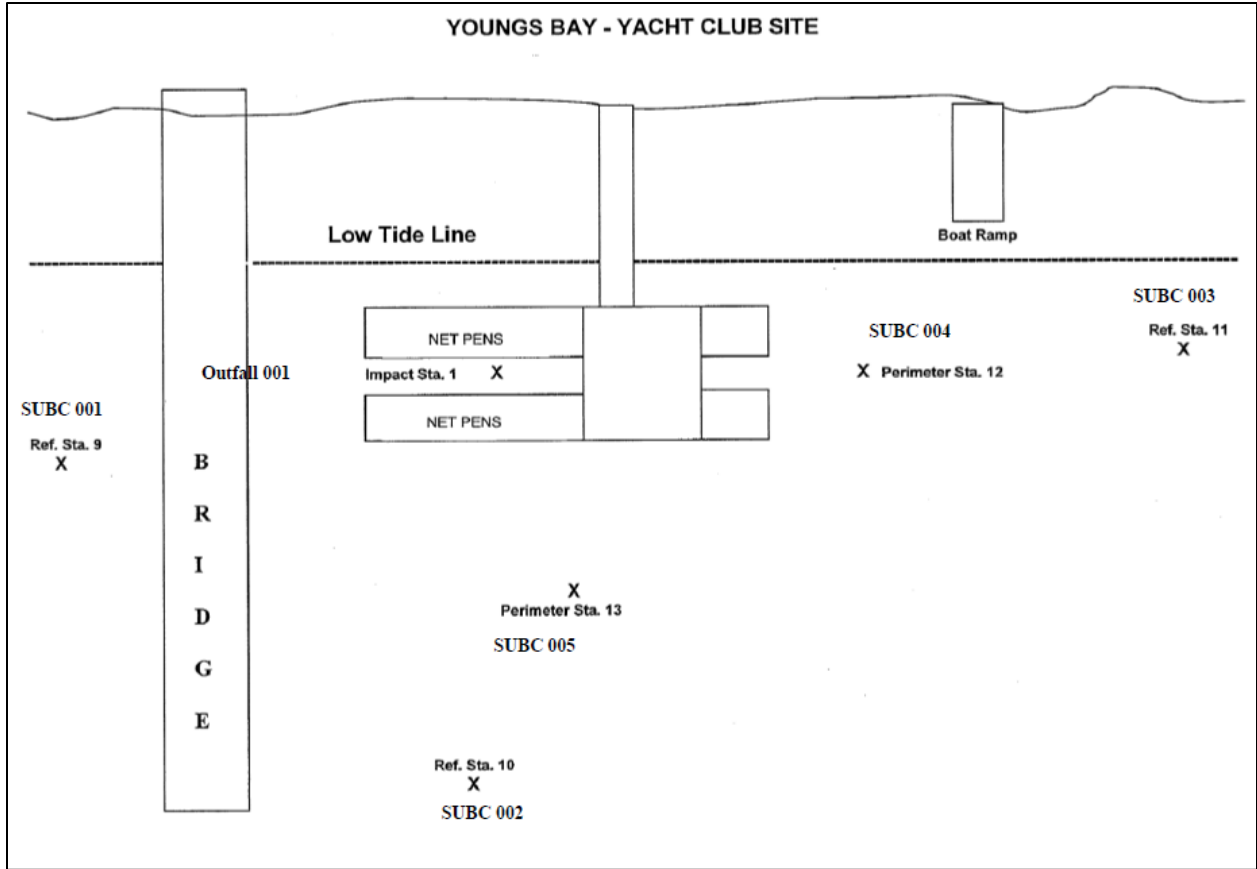 YOUNGS BAY - YACHT CLUB SITE
Low Tide Line
Boat Ramp
SUBC 003
Ref. Sta. 11
X
SUBC 004
X Perimeter Sta. 12
NET PENS
Outfall 001
Impact Sta. 1 X
NET PENS
SUBC 001
Ref. Sta. 9
X
B
R
I
D
G
E
X
Perimeter Sta. 13
SUBC 005
Ref. Sta. 10
X
SUBC 002